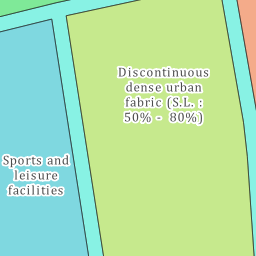 Discontinuous
dense urban
fabric (S.L. :
50% - 80%)
Sports and
leisure
facilities